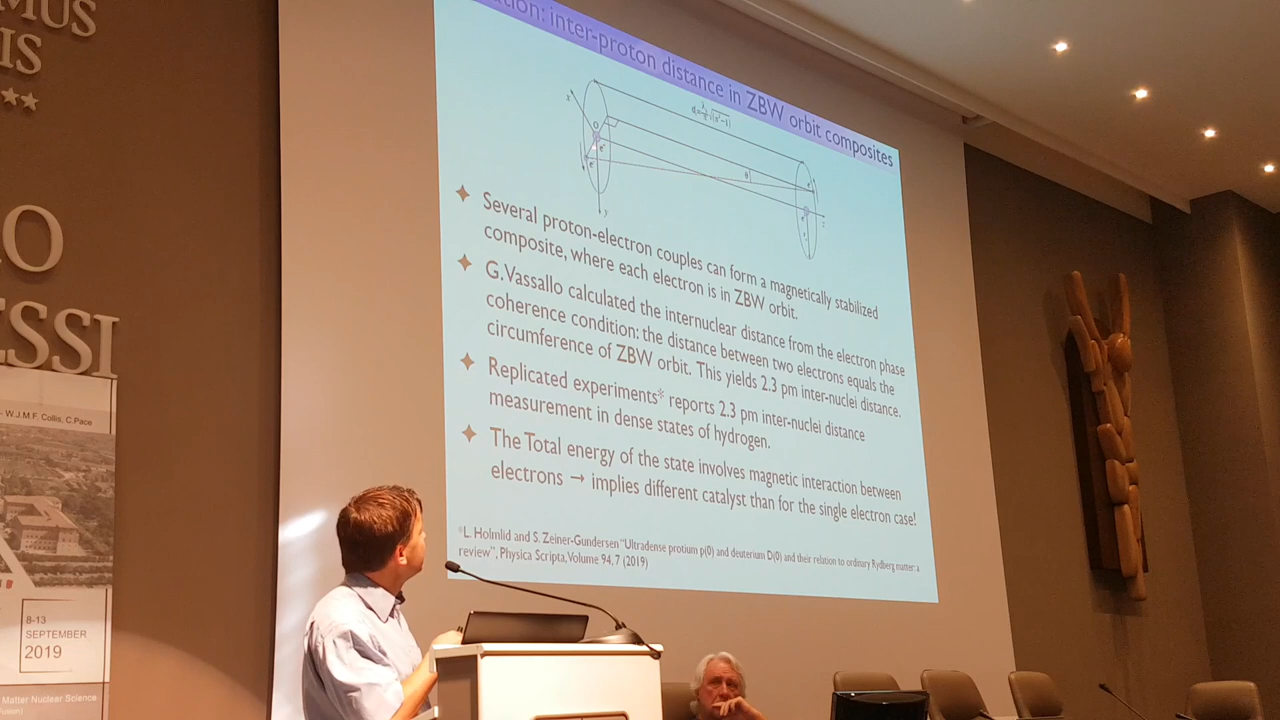 MUS
IS
O
ESSI
- W.J.M.F. Collis, C.Pace
8-13
SEPTEMBER
2019
Matter Nuclear Science
ution: inter-proton distance in ZBW orbit composites
Several proton-electron couples can form a magnetically stabilized
composite, where each electron is in ZBW orbit.
G.Vassallo calculated the internuclear distance from the electron phase
coherence condition: the distance between two electrons equals the
circumference of ZBW orbit. This yields 2.3 pm inter-nuclei distance.
Replicated experiments* reports 2.3 pm inter-nuclei distance
measurement in dense states of hydrogen.
The Total energy of the state involves magnetic interaction between
electrons → implies different catalyst than for the single electron case!
*L. Holmlid and S. Zeiner-Gundersen "Ultradense protium p(0) and deuterium D(0) and their relation to ordinary Rydberg matter: a
review", Physica Scripta, Volume 94, 7 (2019)